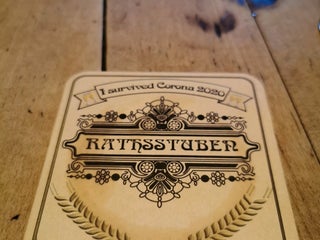 I survived Corona 2020
RATHSSTUBEN